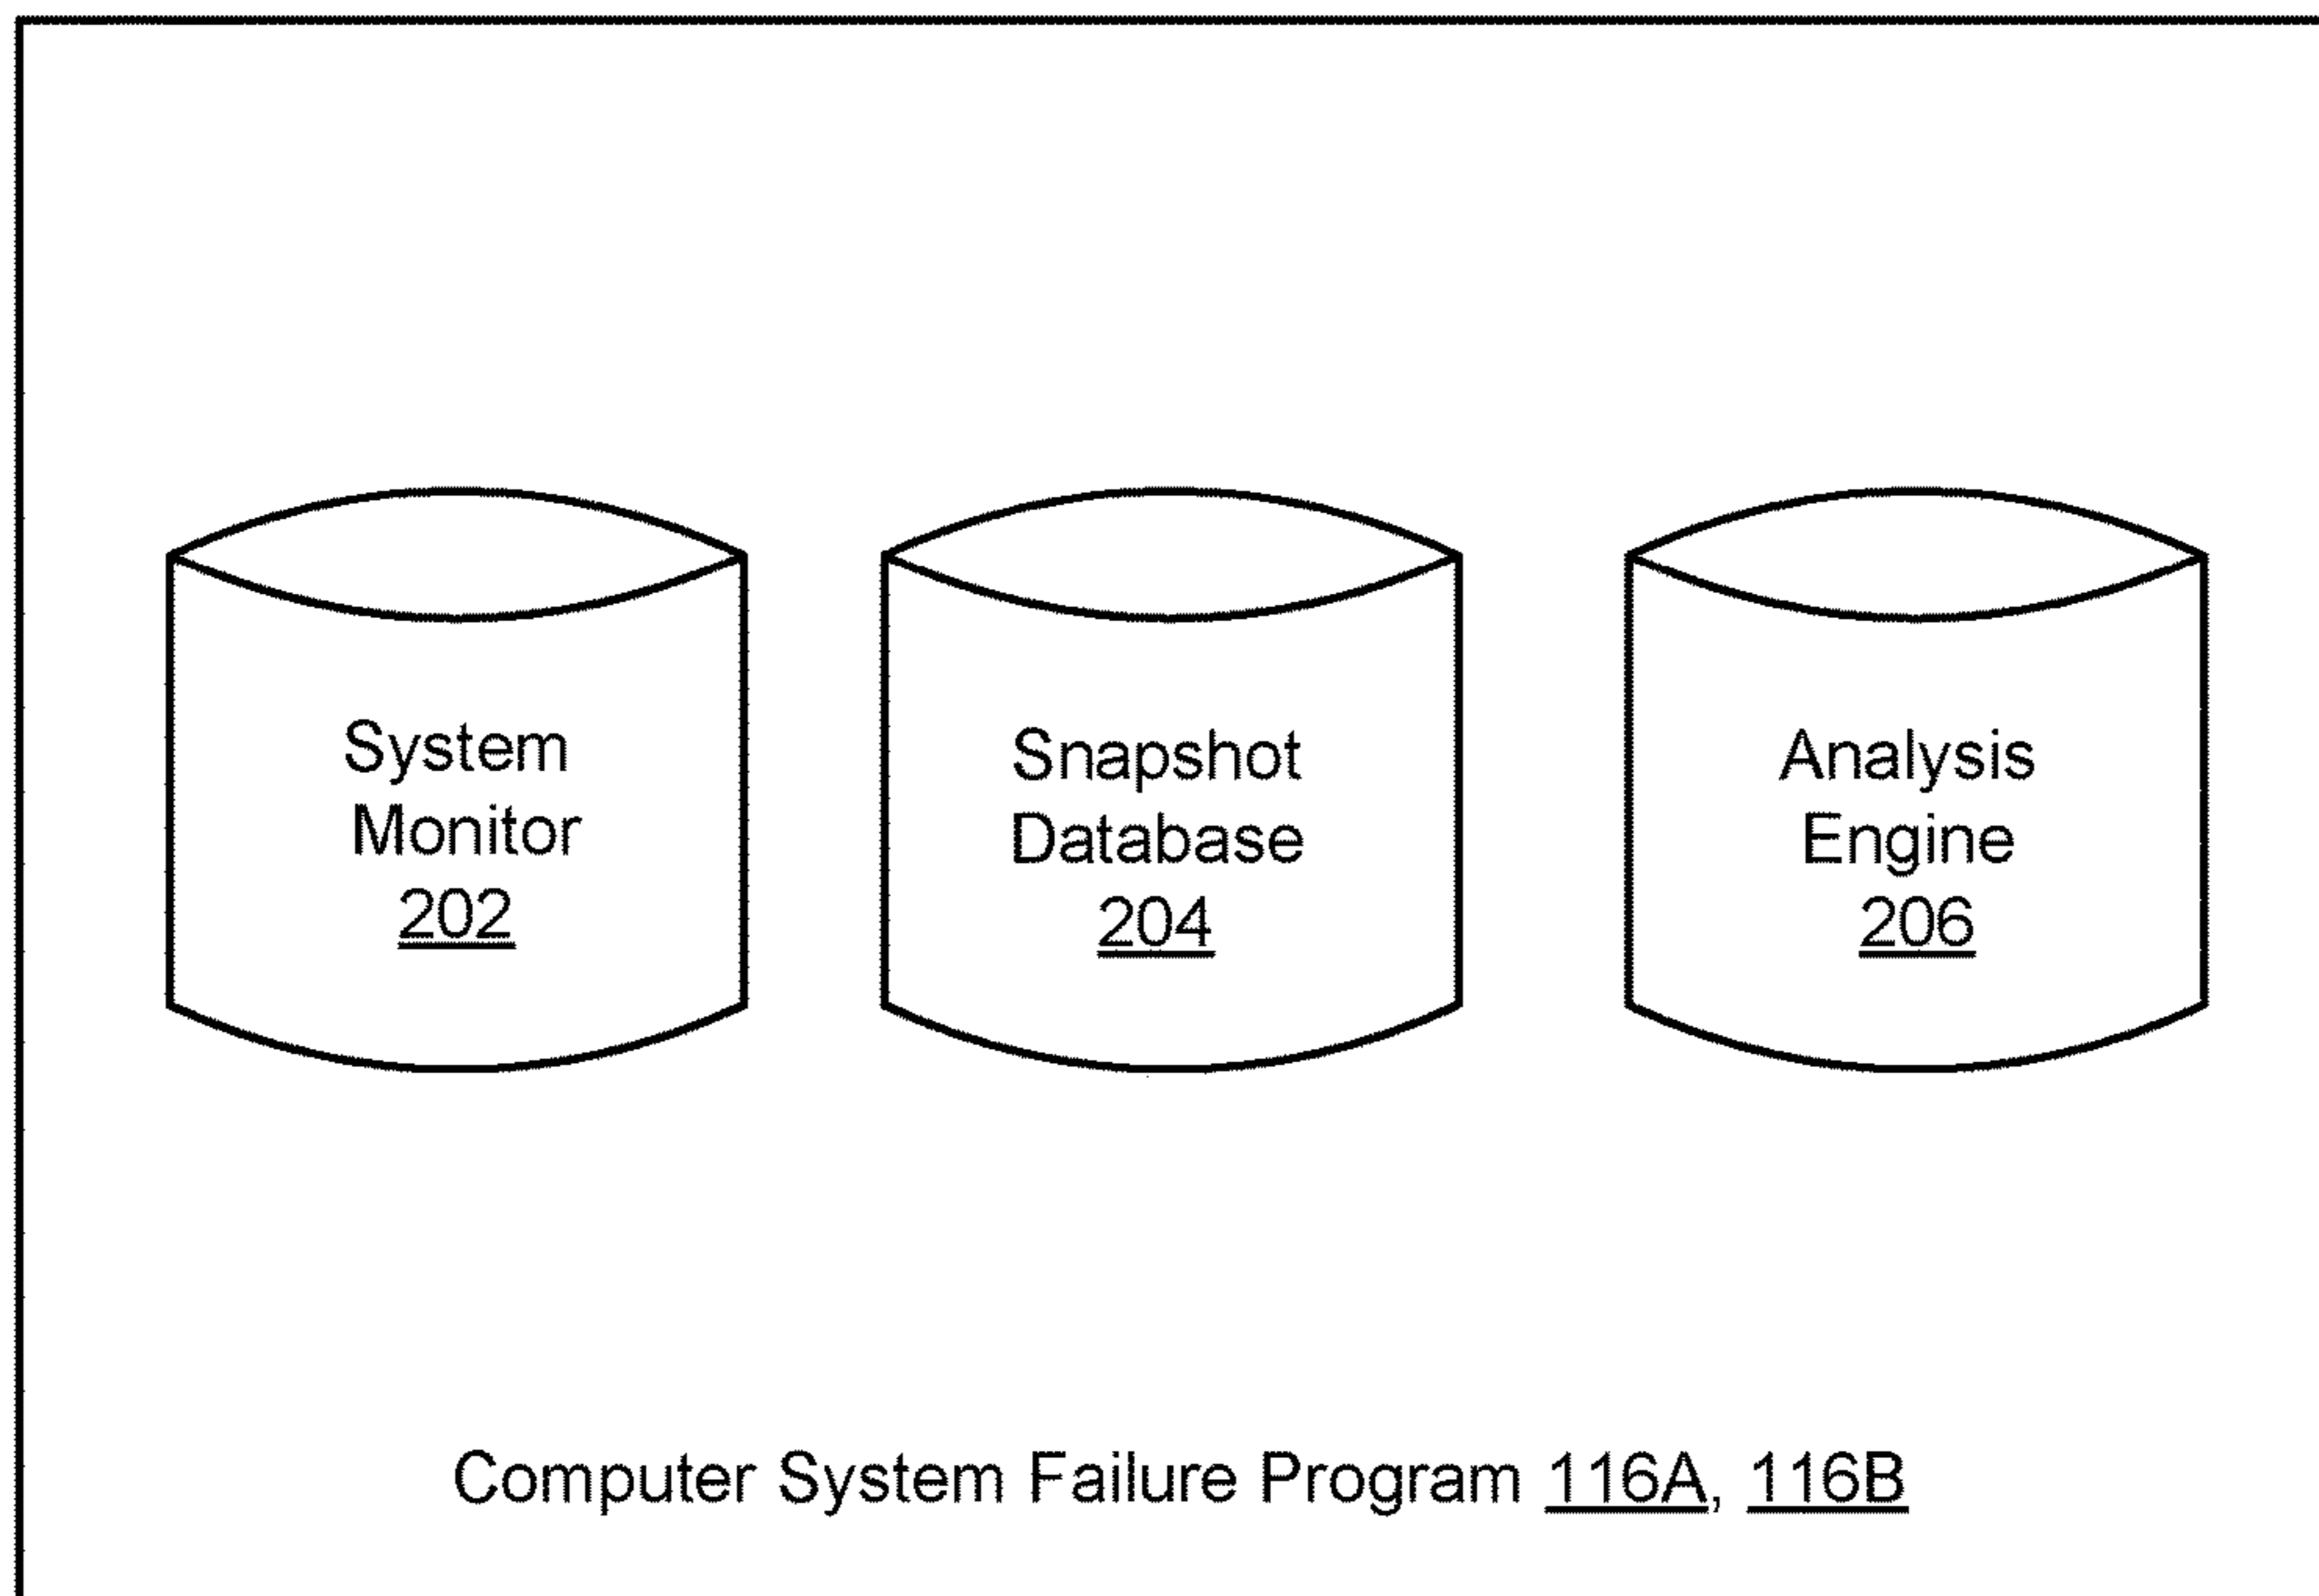 System
Monitor
202
Snapshot
Database
204
Analysis
Engine
206
Computer System Failure Program 116A, 116B